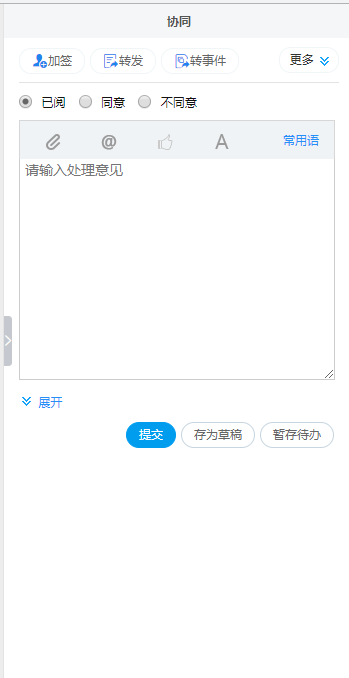 协同
加签 转发 转事件 更多
已阅 同意 不同意
@ A 常用语
请输入处理意见
展开
提交 存为草稿 暂存待办